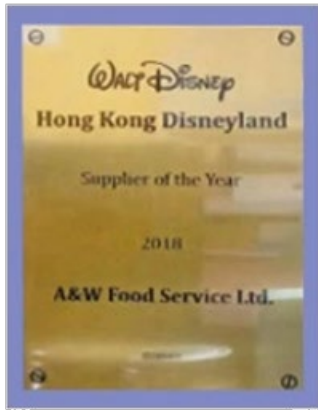 WALT DISNEY
Hong Kong Disneyland
Supplier of the Year
2018
A&W Food Service Ltd.